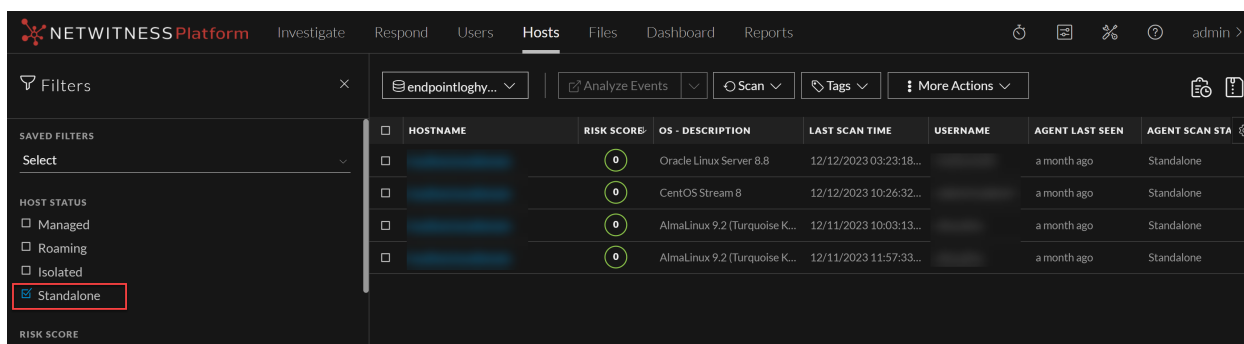 NETWITNESS Platform Investigate Respond Users Hosts Files Dashboard Reports admin >
Filters
endpointloghy... Analyze Events Scan Tags More Actions
SAVED FILTERS
Select
HOST STATUS
Managed
Roaming
Isolated
Standalone
RISK SCORE
HOSTNAME RISK SCORE OS - DESCRIPTION LAST SCAN TIME USERNAME AGENT LAST SEEN AGENT SCAN STA
0 Oracle Linux Server 8.8 12/12/2023 03:23:18... a month ago Standalone
0 CentOS Stream 8 12/12/2023 10:26:32... a month ago Standalone
0 AlmaLinux 9.2 (Turquoise K... 12/11/2023 10:03:13... a month ago Standalone
0 AlmaLinux 9.2 (Turquoise K... 12/11/2023 11:57:33... a month ago Standalone